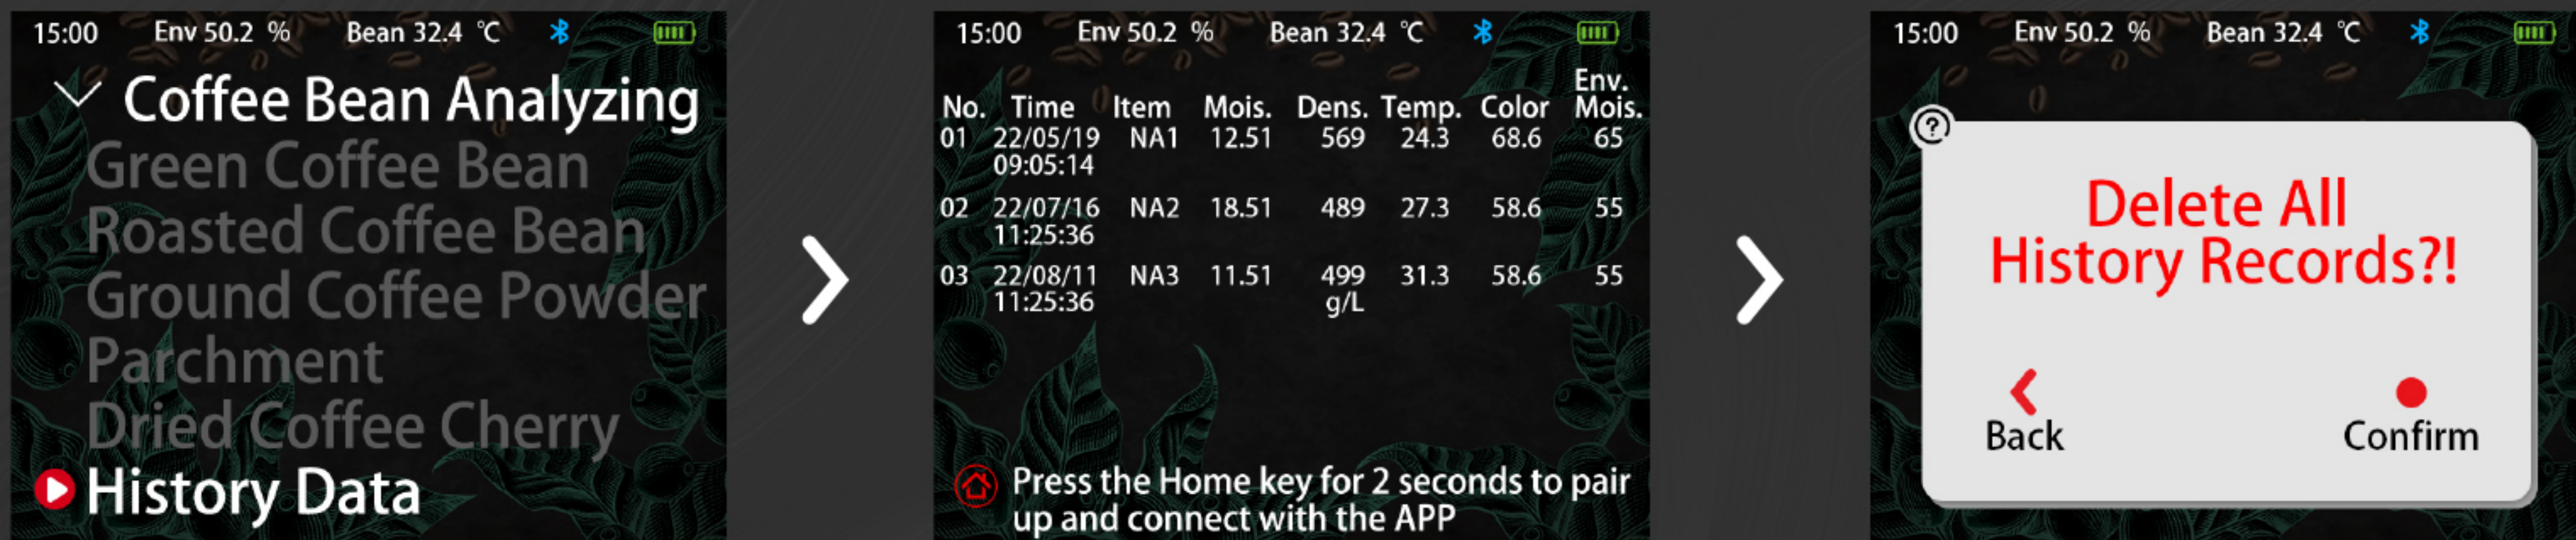 15:00 Env 50.2 % Bean 32.4 °C
Coffee Bean Analyzing
Green Coffee Bean
Roasted Coffee Bean
Ground Coffee Powder
Parchment
Dried Coffee Cherry
History Data
15:00 Env 50.2 % Bean 32.4 °C
Env.
No. Time Item Mois. Dens. Temp. Color Mois.
01 22/05/19 NA1 12.51 569 24.3 68.6 65
09:05:14
02 22/07/16 NA2 18.51 489 27.3 58.6 55
11:25:36
03 22/08/11 NA3 11.51 499 31.3 58.6 55
11:25:36 g/L
Press the Home key for 2 seconds to pair
up and connect with the APP
15:00 Env 50.2 % Bean 32.4 °C
?
Delete All
History Records?!
Back Confirm